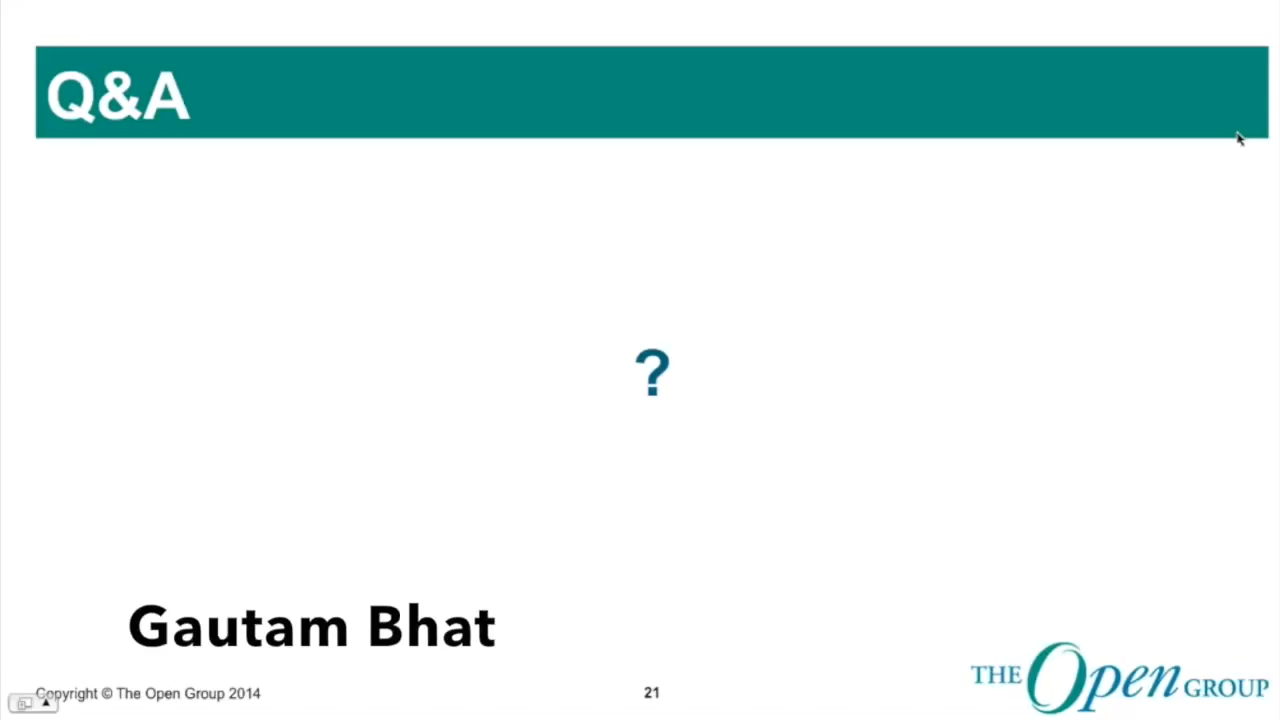 Q&A
?
Gautam Bhat
Copyright © The Open Group 2014
21
THE Open GROUP